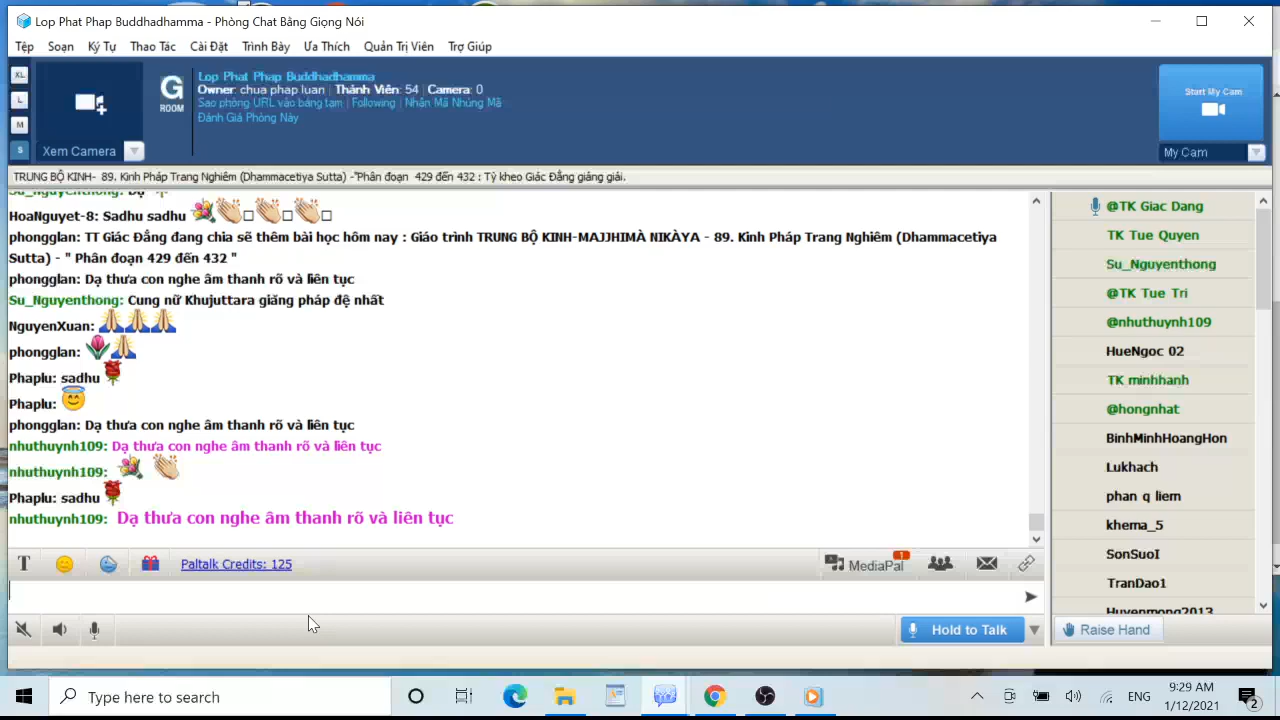 Lop Phat Phap Buddhadhamma - Phòng Chat Bằng Giọng Nói
Tệp Soạn Ký Tự Thao Tác Cài Đặt Trình Bày Ưa Thích Quản Trị Viên Trợ Giúp
XL
L
M
S
Xem Camera
G
ROOM
Lop Phat Phap Buddhadhamma
Owner: chua phap luan | Thành Viên: 54 | Camera: 0
Sao phòng URL vào bảng tạm | Following | Nhấn Mã Nhúng Mã
Đánh Giá Phòng Này
Start My Cam
My Cam
TRUNG BỘ KINH- 89. Kinh Pháp Trang Nghiêm (Dhammacetiya Sutta) -"Phân đoạn 429 đến 432 : Tỳ kheo Giác Đẳng giảng giải.
Su_Nguyenthong: Dạ
HoaNguyet-8: Sadhu sadhu 💐👏🏻□👏🏻□👏🏻□
phongglan: TT Giác Đẳng đang chia sẽ thêm bài học hôm nay : Giáo trình TRUNG BỘ KINH-MAJJHIMÀ NIKÀYA - 89. Kinh Pháp Trang Nghiêm (Dhammacetiya
Sutta) - " Phân đoạn 429 đến 432 "
phongglan: Dạ thưa con nghe âm thanh rõ và liên tục
Su_Nguyenthong: Cung nữ Khujuttara giảng pháp đệ nhất
NguyenXuan: 🙏🏻🙏🏻🙏🏻
phongglan: 🌷🙏🏻
Phaplu: sadhu 🌹
Phaplu: 😇
phongglan: Dạ thưa con nghe âm thanh rõ và liên tục
nhuthuynh109: Dạ thưa con nghe âm thanh rõ và liên tục
nhuthuynh109: 💐 👏🏻
Phaplu: sadhu 🌹
nhuthuynh109: Dạ thưa con nghe âm thanh rõ và liên tục
@TK Giac Dang
TK Tue Quyen
Su_Nguyenthong
@TK Tue Tri
@nhuthuynh109
HueNgoc 02
TK minhhanh
@hongnhat
BinhMinhHoangHon
Lukhach
phan q liem
khema_5
SonSuoI
TranDao1
Huyenmong2013
T Paltalk Credits: 125 MediaPal 1
Hold to Talk
Raise Hand
Type here to search
ENG
9:29 AM
1/12/2021
2